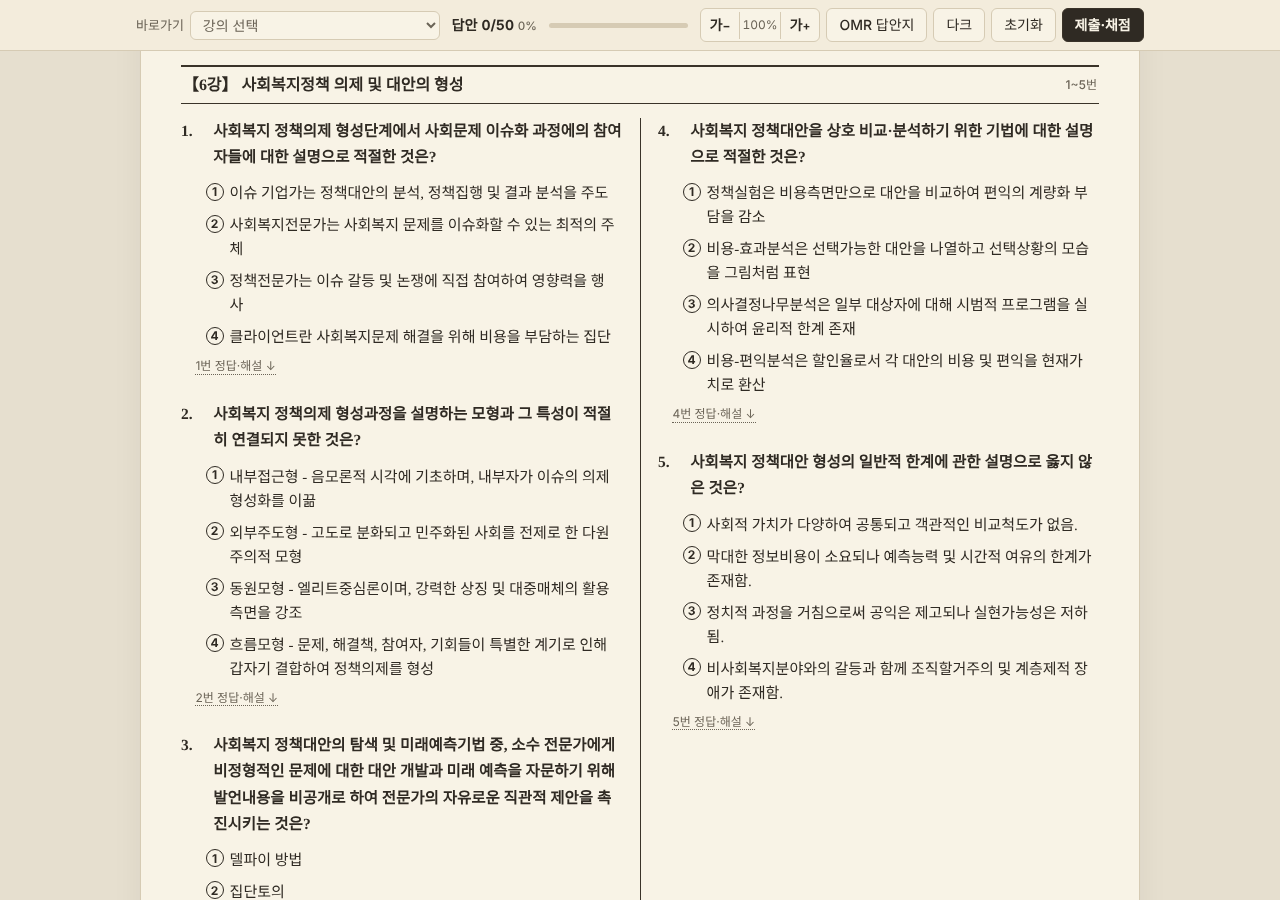 바로가기 강의 선택 답안 0/50 0% 가− 100% 가+ OMR 답안지 다크 초기화 제출·채점
【6강】 사회복지정책 의제 및 대안의 형성 1~5번
1. 사회복지 정책의제 형성단계에서 사회문제 이슈화 과정에의 참여
자들에 대한 설명으로 적절한 것은?
① 이슈 기업가는 정책대안의 분석, 정책집행 및 결과 분석을 주도
② 사회복지전문가는 사회복지 문제를 이슈화할 수 있는 최적의 주
체
③ 정책전문가는 이슈 갈등 및 논쟁에 직접 참여하여 영향력을 행
사
④ 클라이언트란 사회복지문제 해결을 위해 비용을 부담하는 집단
1번 정답·해설 ↓
2. 사회복지 정책의제 형성과정을 설명하는 모형과 그 특성이 적절
히 연결되지 못한 것은?
① 내부접근형 - 음모론적 시각에 기초하며, 내부자가 이슈의 의제
형성화를 이끎
② 외부주도형 - 고도로 분화되고 민주화된 사회를 전제로 한 다원
주의적 모형
③ 동원모형 - 엘리트중심론이며, 강력한 상징 및 대중매체의 활용
측면을 강조
④ 흐름모형 - 문제, 해결책, 참여자, 기회들이 특별한 계기로 인해
갑자기 결합하여 정책의제를 형성
2번 정답·해설 ↓
3. 사회복지 정책대안의 탐색 및 미래예측기법 중, 소수 전문가에게
비정형적인 문제에 대한 대안 개발과 미래 예측을 자문하기 위해
발언내용을 비공개로 하여 전문가의 자유로운 직관적 제안을 촉
진시키는 것은?
① 델파이 방법
② 집단토의
4. 사회복지 정책대안을 상호 비교·분석하기 위한 기법에 대한 설명
으로 적절한 것은?
① 정책실험은 비용측면만으로 대안을 비교하여 편익의 계량화 부
담을 감소
② 비용-효과분석은 선택가능한 대안을 나열하고 선택상황의 모습
을 그림처럼 표현
③ 의사결정나무분석은 일부 대상자에 대해 시범적 프로그램을 실
시하여 윤리적 한계 존재
④ 비용-편익분석은 할인율로서 각 대안의 비용 및 편익을 현재가
치로 환산
4번 정답·해설 ↓
5. 사회복지 정책대안 형성의 일반적 한계에 관한 설명으로 옳지 않
은 것은?
① 사회적 가치가 다양하여 공통되고 객관적인 비교척도가 없음.
② 막대한 정보비용이 소요되나 예측능력 및 시간적 여유의 한계가
존재함.
③ 정치적 과정을 거침으로써 공익은 제고되나 실현가능성은 저하
됨.
④ 비사회복지분야와의 갈등과 함께 조직할거주의 및 계층제적 장
애가 존재함.
5번 정답·해설 ↓